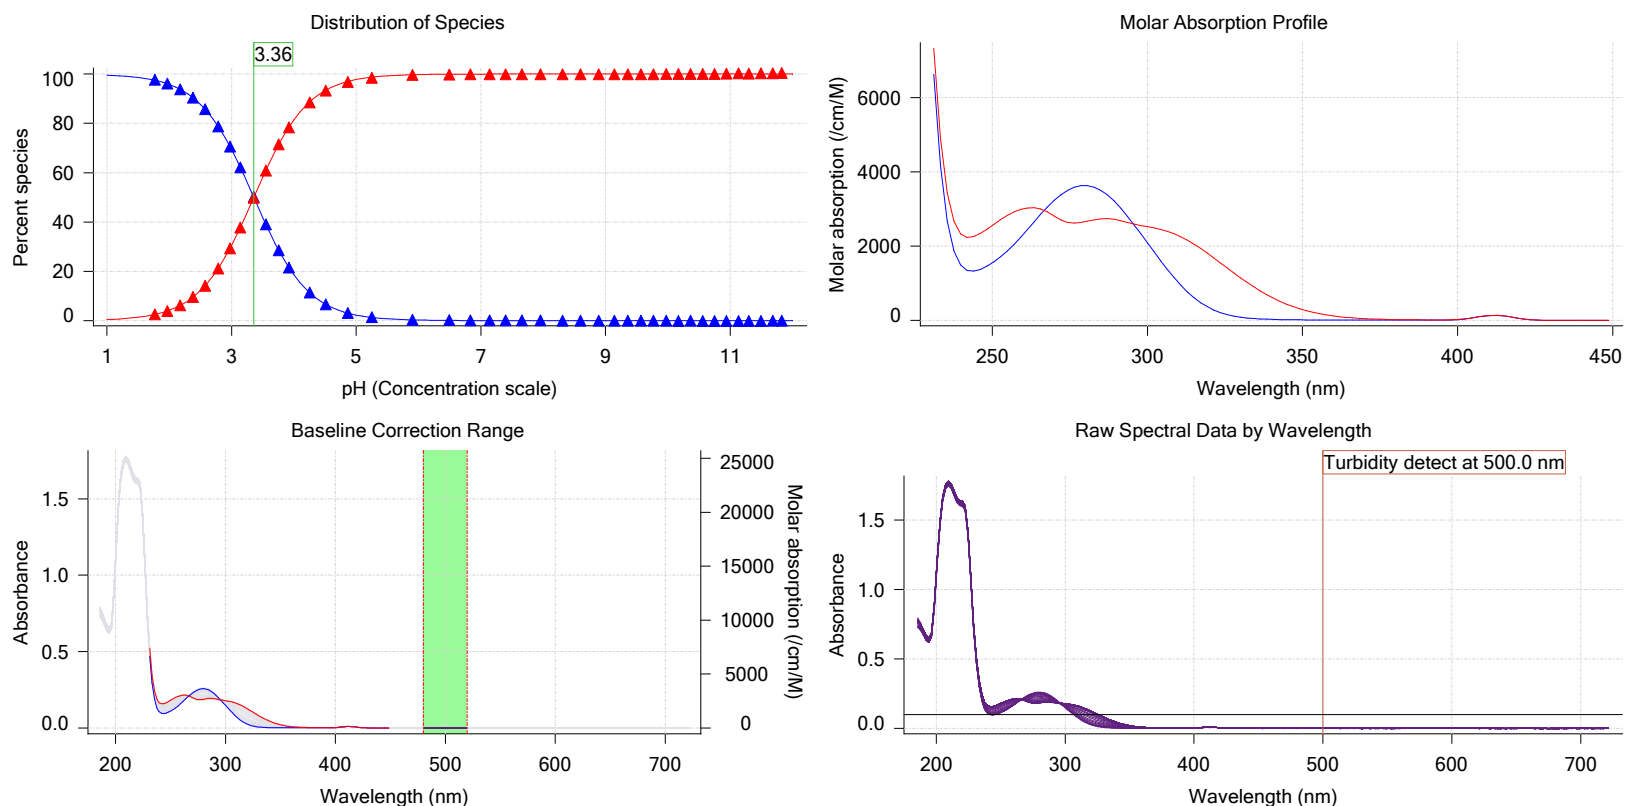 Distribution of Species
3.36
100
80
60
40
20
0
Percent species
1 3 5 7 9 11
pH (Concentration scale)
Molar Absorption Profile
6000
4000
2000
0
Molar absorption (/cm/M)
250 300 350 400 450
Wavelength (nm)
Baseline Correction Range
1.5
1.0
0.5
0.0
Absorbance
25000
20000
15000
10000
5000
0
Molar absorption (/cm/M)
200 300 400 500 600 700
Wavelength (nm)
Raw Spectral Data by Wavelength
Turbidity detect at 500.0 nm
1.5
1.0
0.5
0.0
Absorbance
200 300 400 500 600 700
Wavelength (nm)